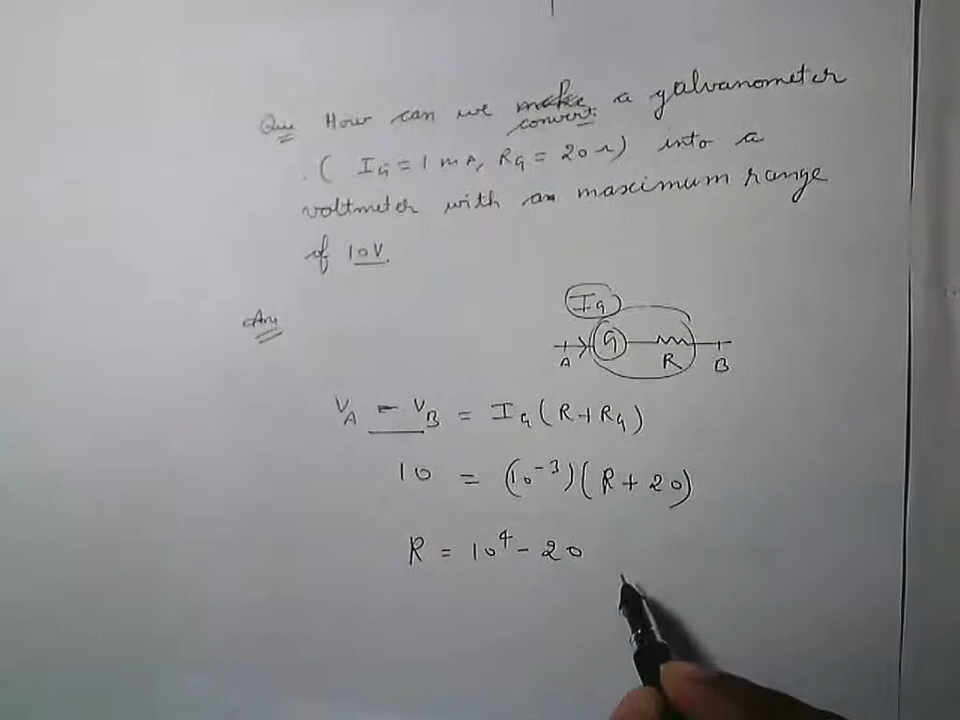 Que How can we make a galvanometer
convert
( IG = 1 mA, RG = 20 Ω ) into a
voltmeter with an maximum range
of 10V.
Ans
IG
G
A R B
VA - VB = IG ( R + RG )
10 = (10⁻³) ( R + 20 )
R = 10⁴ - 20